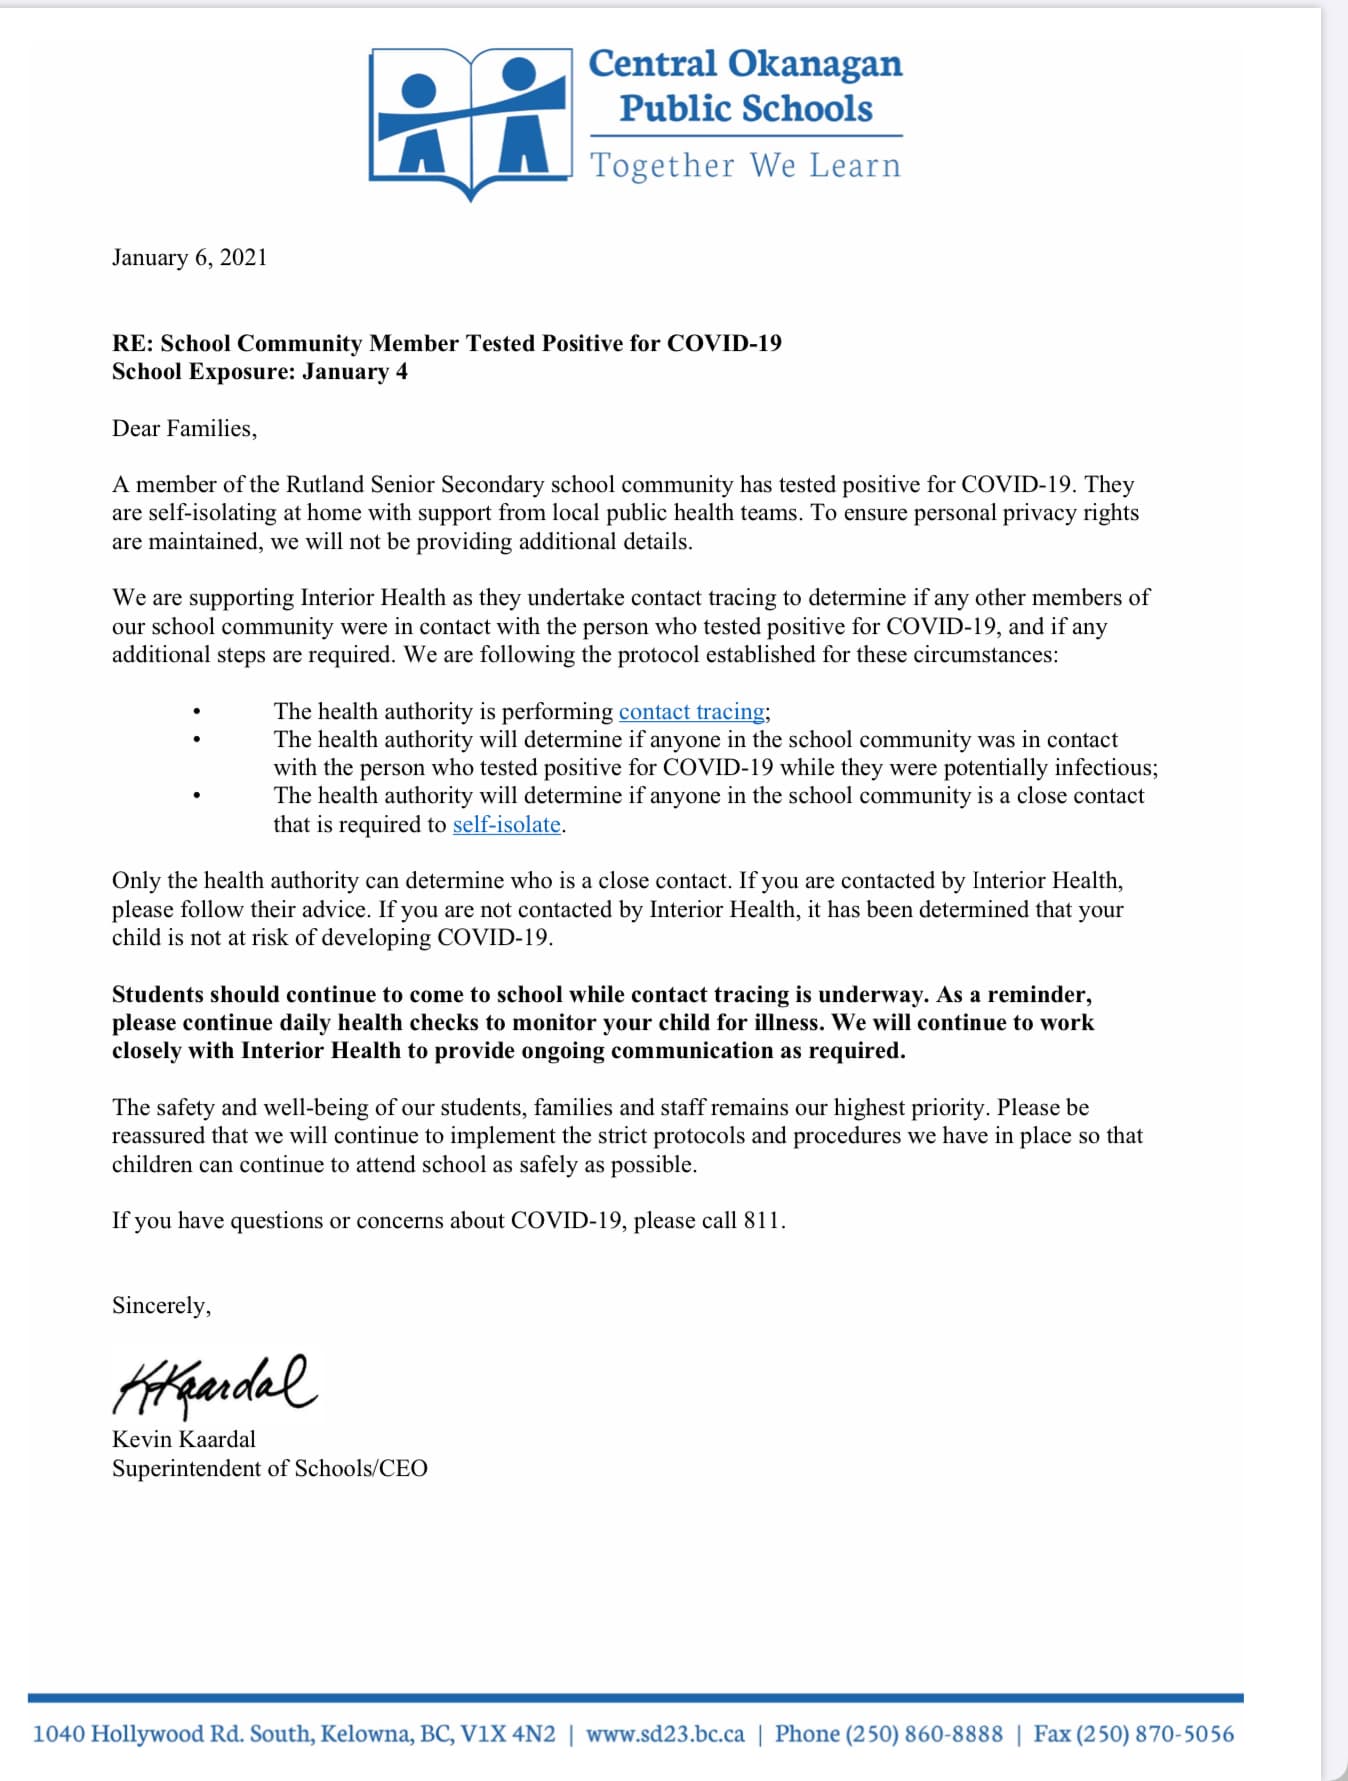 Central Okanagan
Public Schools
Together We Learn
January 6, 2021
RE: School Community Member Tested Positive for COVID-19
School Exposure: January 4
Dear Families,
A member of the Rutland Senior Secondary school community has tested positive for COVID-19. They
are self-isolating at home with support from local public health teams. To ensure personal privacy rights
are maintained, we will not be providing additional details.
We are supporting Interior Health as they undertake contact tracing to determine if any other members of
our school community were in contact with the person who tested positive for COVID-19, and if any
additional steps are required. We are following the protocol established for these circumstances:
• The health authority is performing contact tracing;
• The health authority will determine if anyone in the school community was in contact
with the person who tested positive for COVID-19 while they were potentially infectious;
• The health authority will determine if anyone in the school community is a close contact
that is required to self-isolate.
Only the health authority can determine who is a close contact. If you are contacted by Interior Health,
please follow their advice. If you are not contacted by Interior Health, it has been determined that your
child is not at risk of developing COVID-19.
Students should continue to come to school while contact tracing is underway. As a reminder,
please continue daily health checks to monitor your child for illness. We will continue to work
closely with Interior Health to provide ongoing communication as required.
The safety and well-being of our students, families and staff remains our highest priority. Please be
reassured that we will continue to implement the strict protocols and procedures we have in place so that
children can continue to attend school as safely as possible.
If you have questions or concerns about COVID-19, please call 811.
Sincerely,
KKaardal
Kevin Kaardal
Superintendent of Schools/CEO
1040 Hollywood Rd. South, Kelowna, BC, V1X 4N2 | www.sd23.bc.ca | Phone (250) 860-8888 | Fax (250) 870-5056